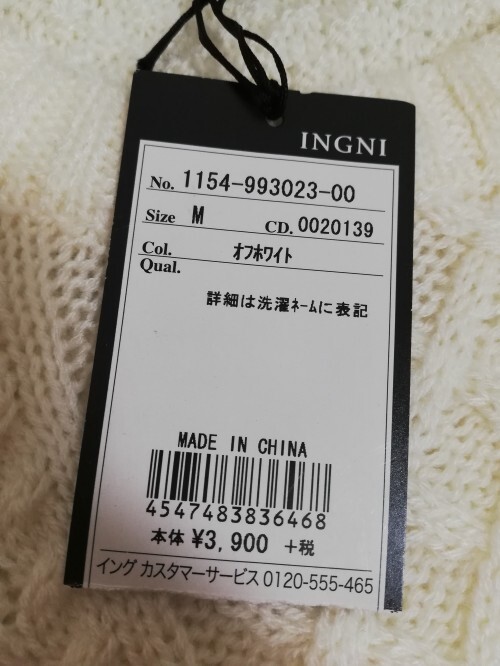 INGNI
No. 1154-993023-00
Size M CD. 0020139
Col. オフホワイト
Qual.
詳細は洗濯ネームに表記
MADE IN CHINA
4547483836468
本体 ¥3,900 +税
イング カスタマーサービス 0120-555-465